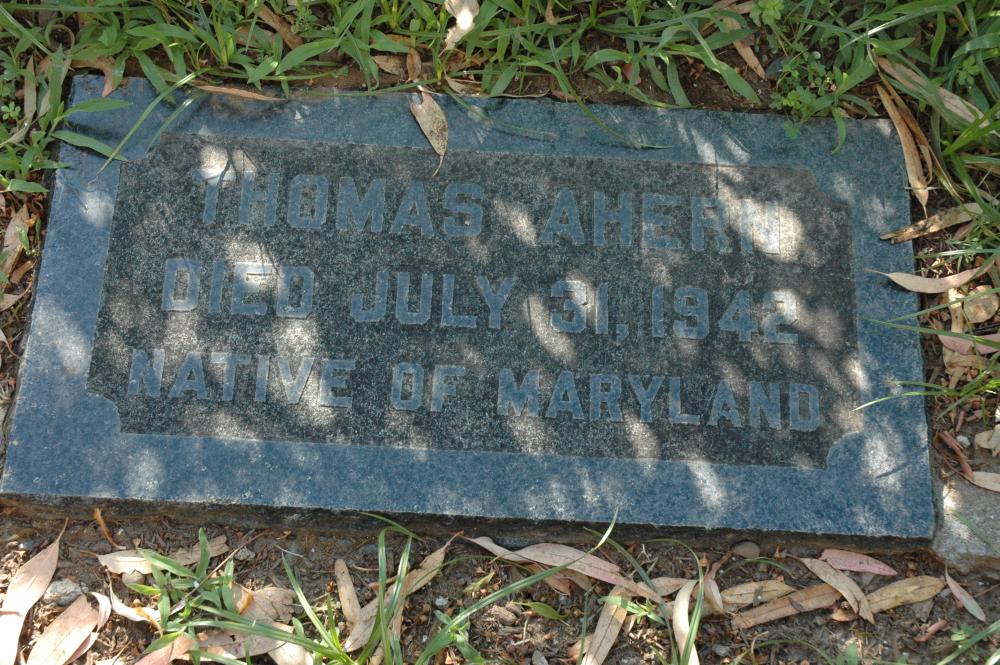 THOMAS AHERN
DIED JULY 31, 1942
NATIVE OF MARYLAND